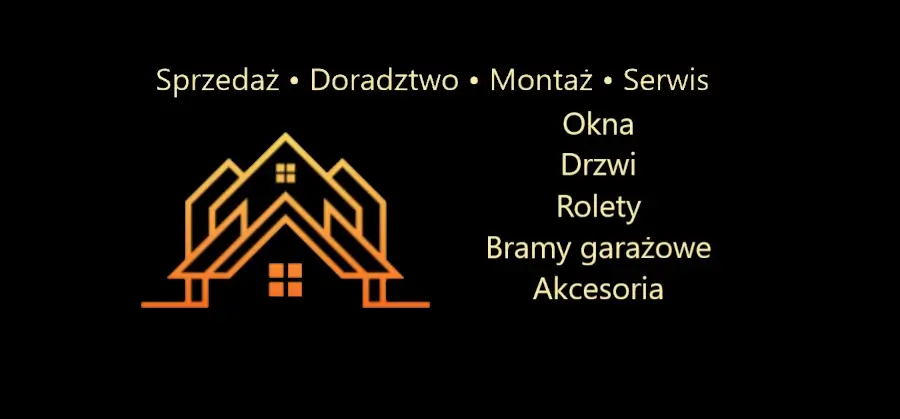 Sprzedaż • Doradztwo • Montaż • Serwis
Okna
Drzwi
Rolety
Bramy garażowe
Akcesoria